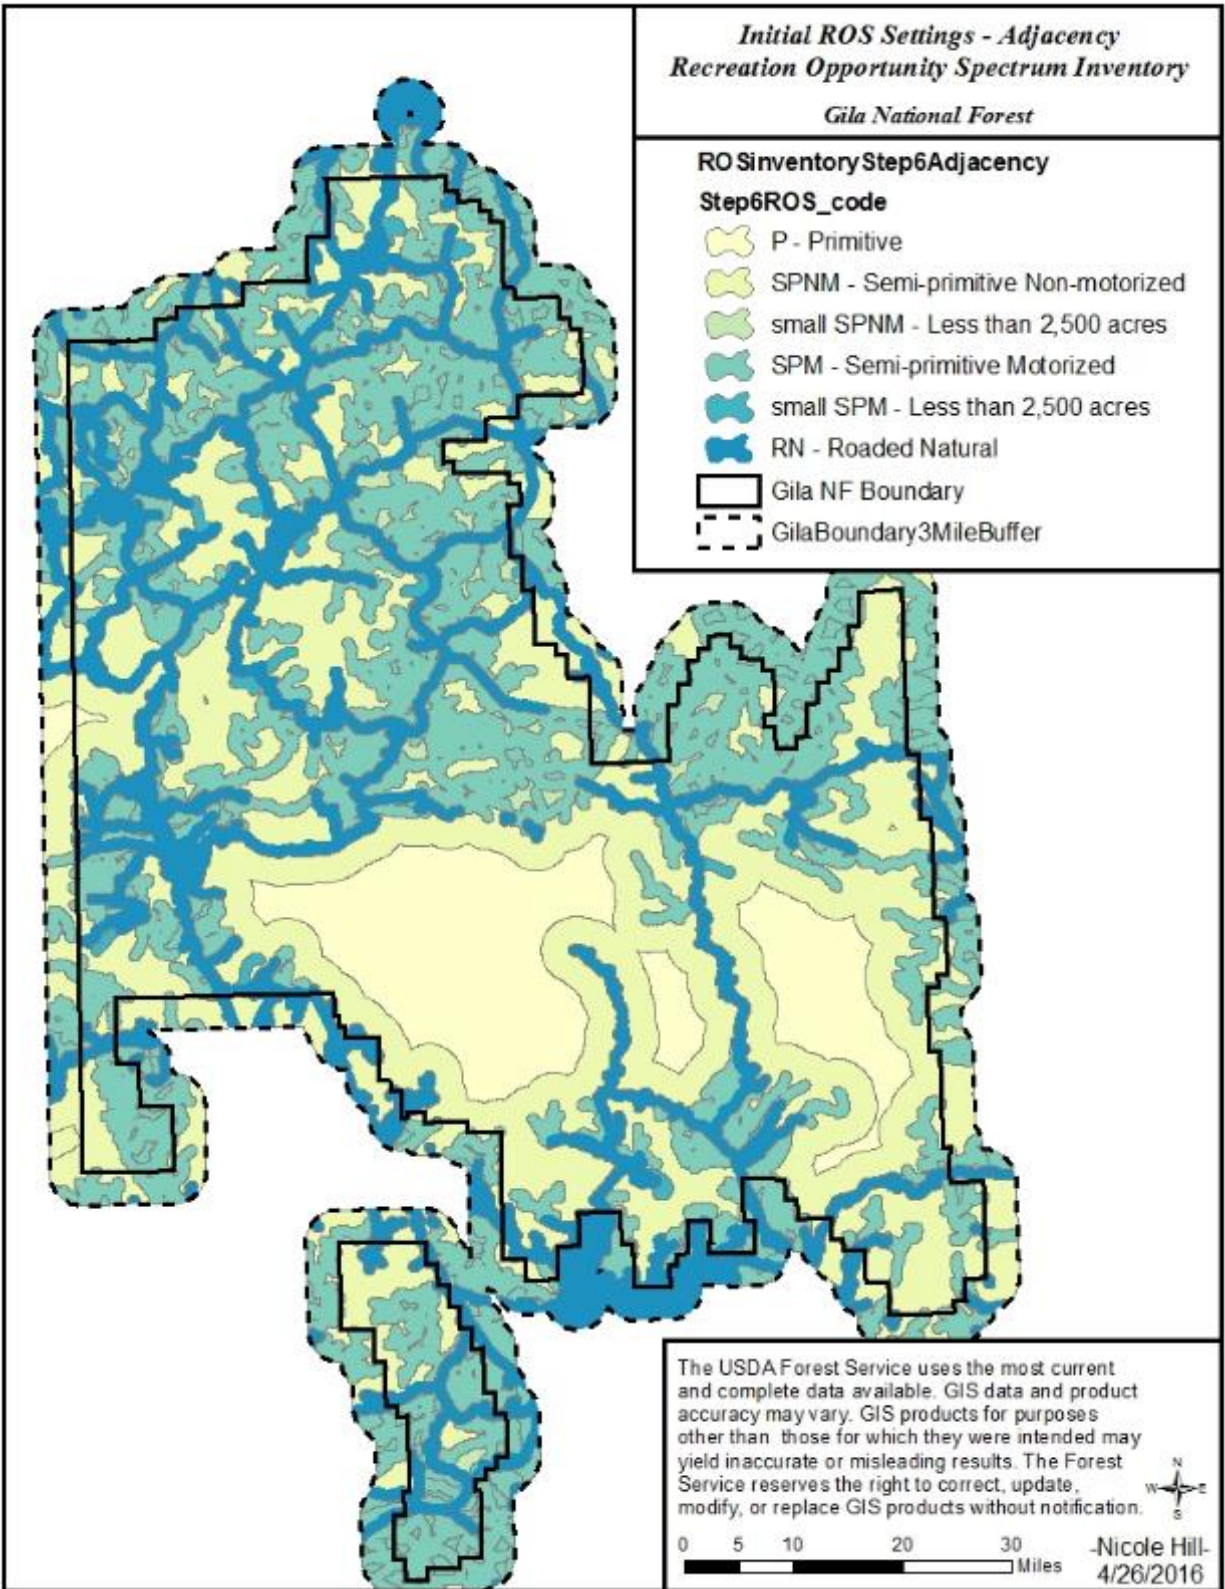 Initial ROS Settings - Adjacency
Recreation Opportunity Spectrum Inventory
Gila National Forest
ROSinventoryStep6Adjacency
Step6ROS_code
P - Primitive
SPNM - Semi-primitive Non-motorized
small SPNM - Less than 2,500 acres
SPM - Semi-primitive Motorized
small SPM - Less than 2,500 acres
RN - Roaded Natural
Gila NF Boundary
GilaBoundary3MileBuffer
The USDA Forest Service uses the most current
and complete data available. GIS data and product
accuracy may vary. GIS products for purposes
other than those for which they were intended may
yield inaccurate or misleading results. The Forest
Service reserves the right to correct, update,
modify, or replace GIS products without notification.
N
W E
S
0 5 10 20 30
Miles
-Nicole Hill-
4/26/2016